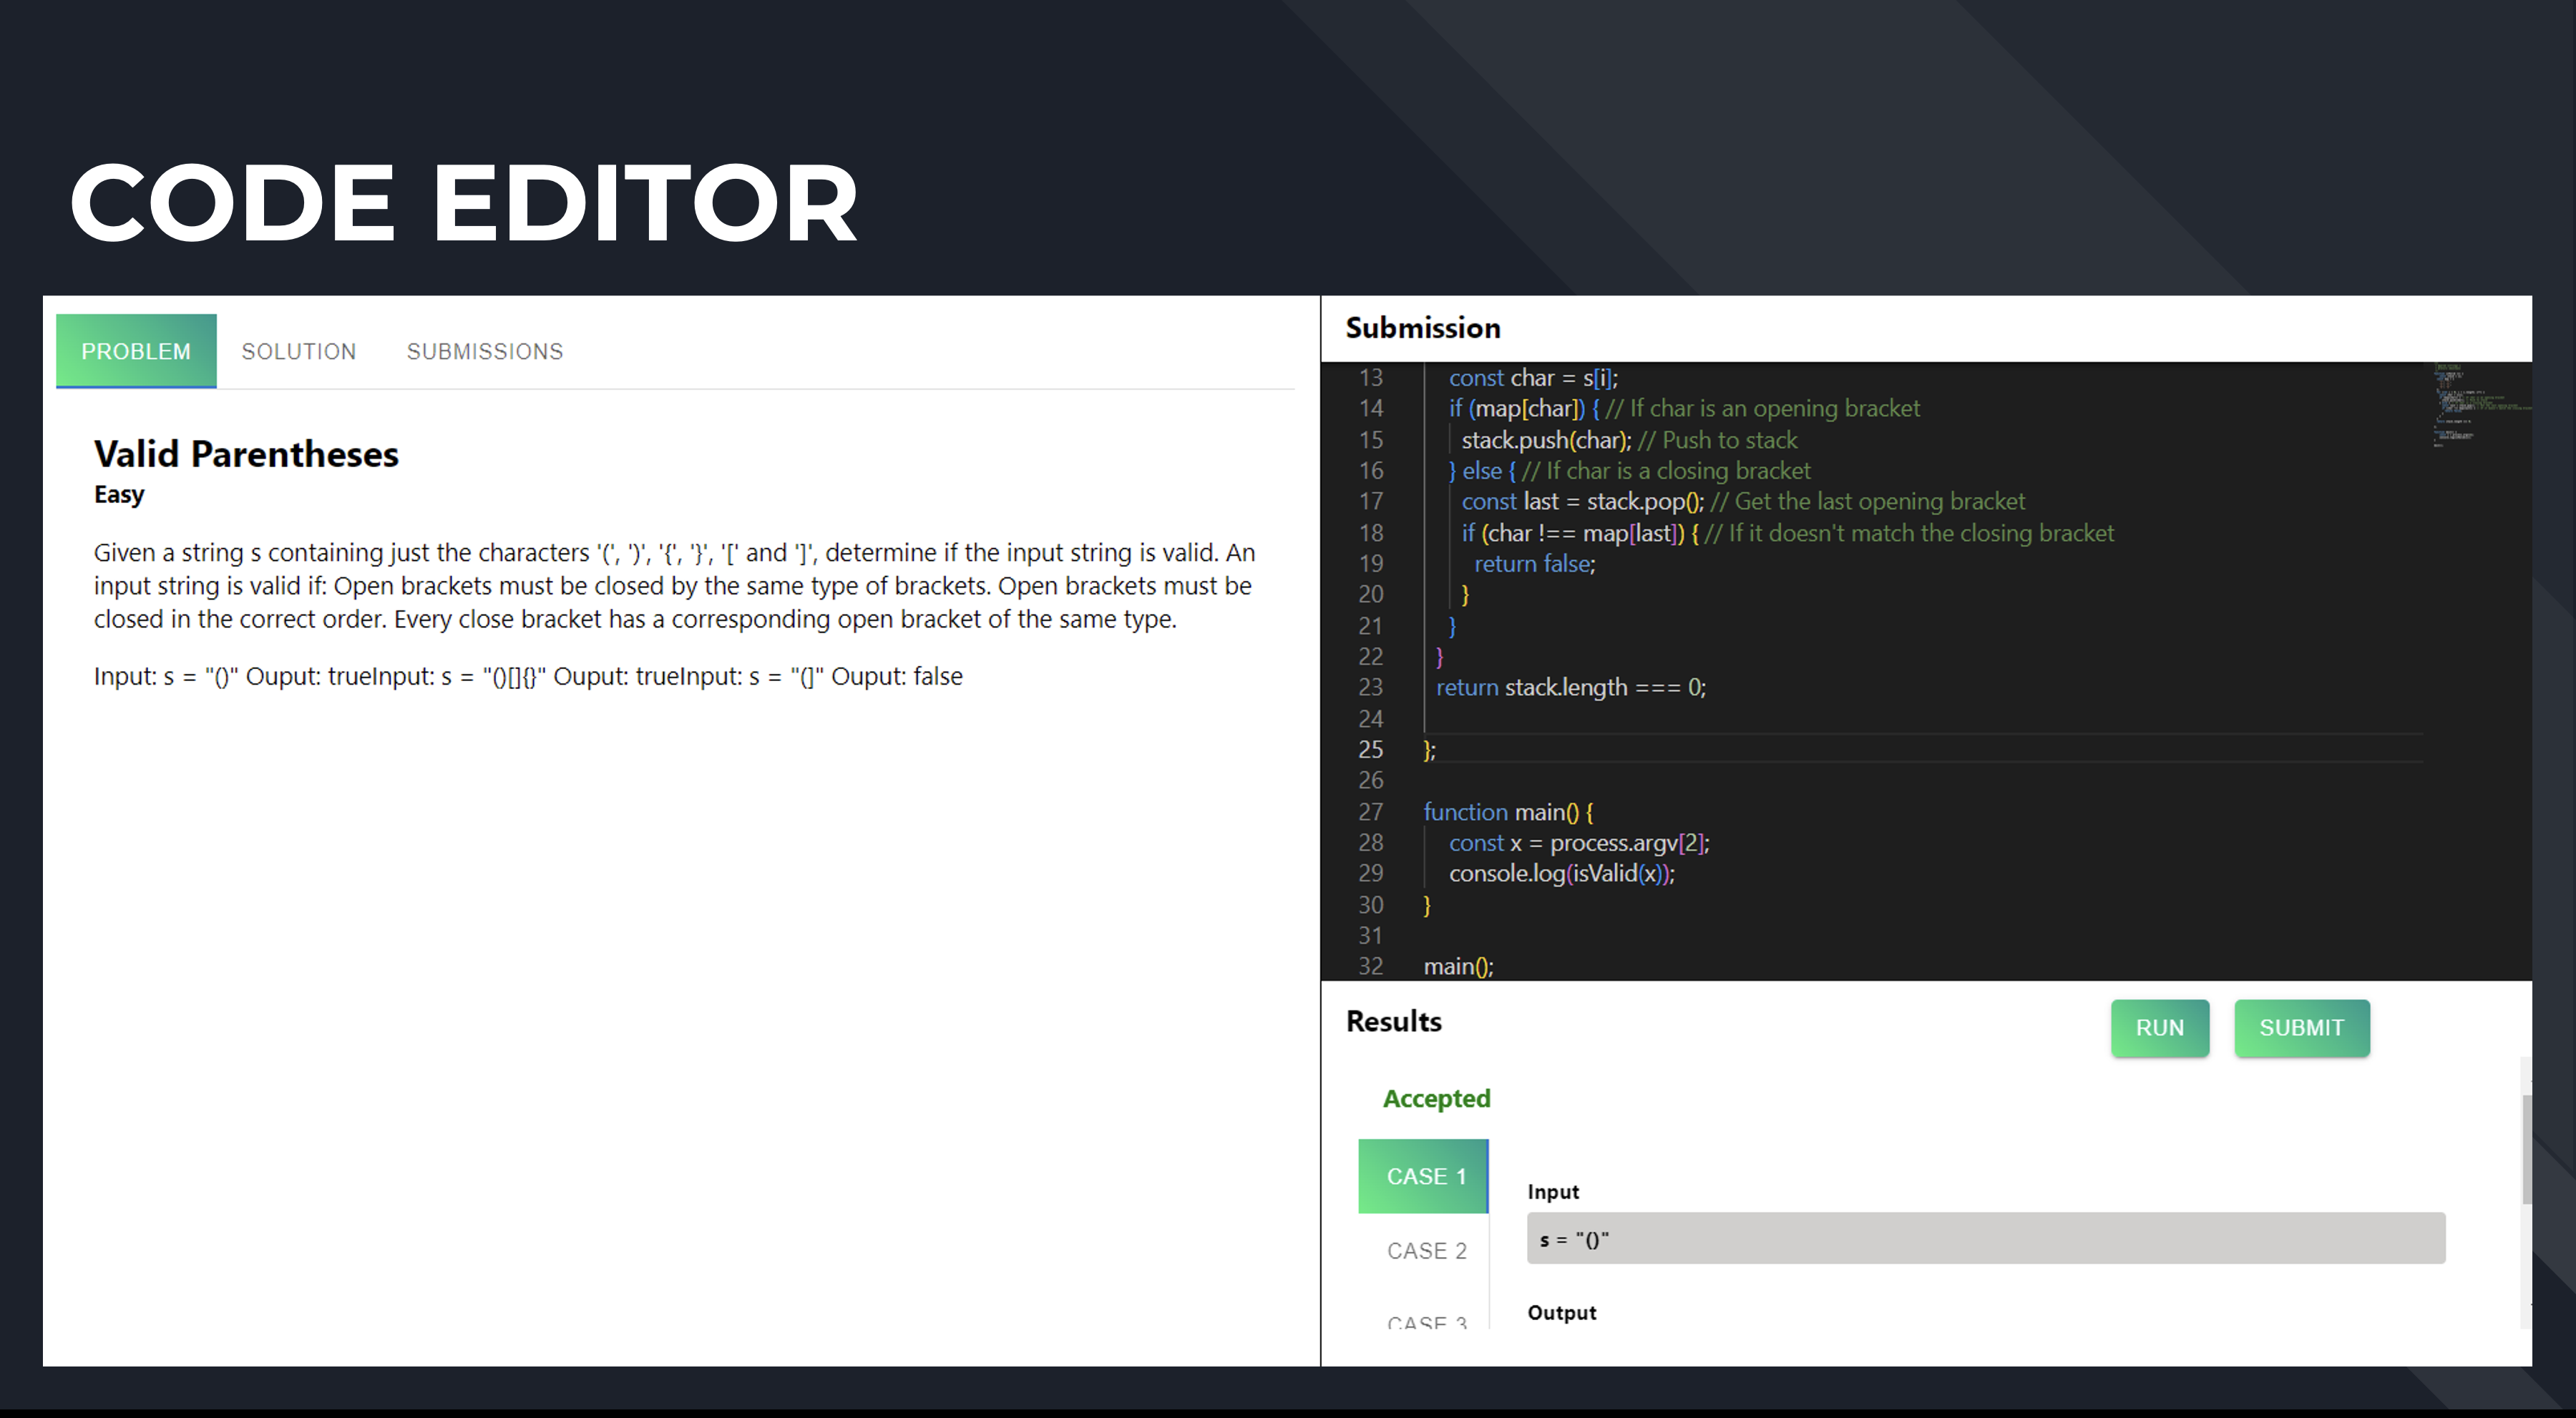 CODE EDITOR
PROBLEM SOLUTION SUBMISSIONS
Valid Parentheses
Easy
Given a string s containing just the characters '(', ')', '{', '}', '[' and ']', determine if the input string is valid. An
input string is valid if: Open brackets must be closed by the same type of brackets. Open brackets must be
closed in the correct order. Every close bracket has a corresponding open bracket of the same type.
Input: s = "()" Ouput: trueInput: s = "()[]{}" Ouput: trueInput: s = "(]" Ouput: false
Submission
13 const char = s[i];
14 if (map[char]) { // If char is an opening bracket
15 stack.push(char); // Push to stack
16 } else { // If char is a closing bracket
17 const last = stack.pop(); // Get the last opening bracket
18 if (char !== map[last]) { // If it doesn't match the closing bracket
19 return false;
20 }
21 }
22 }
23 return stack.length === 0;
24
25 };
26
27 function main() {
28 const x = process.argv[2];
29 console.log(isValid(x));
30 }
31
32 main();
Results
RUN SUBMIT
Accepted
CASE 1
CASE 2
CASE 3
Input
s = "()"
Output